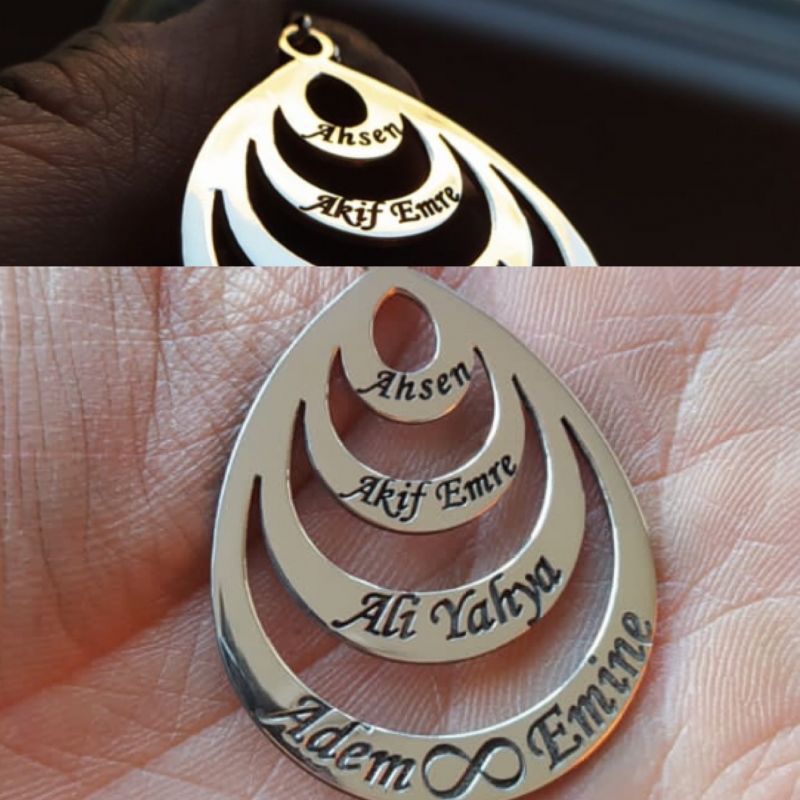 Ahsen
Akif Emre
Ahsen
Akif Emre
Ali Yahya
Adem ∞ Emine